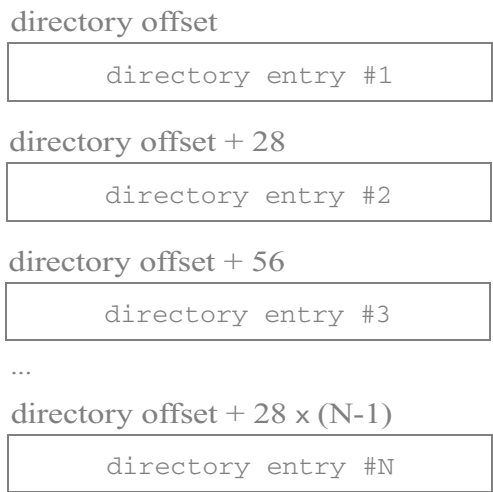 directory offset
directory entry #1
directory offset + 28
directory entry #2
directory offset + 56
directory entry #3
...
directory offset + 28 x (N-1)
directory entry #N